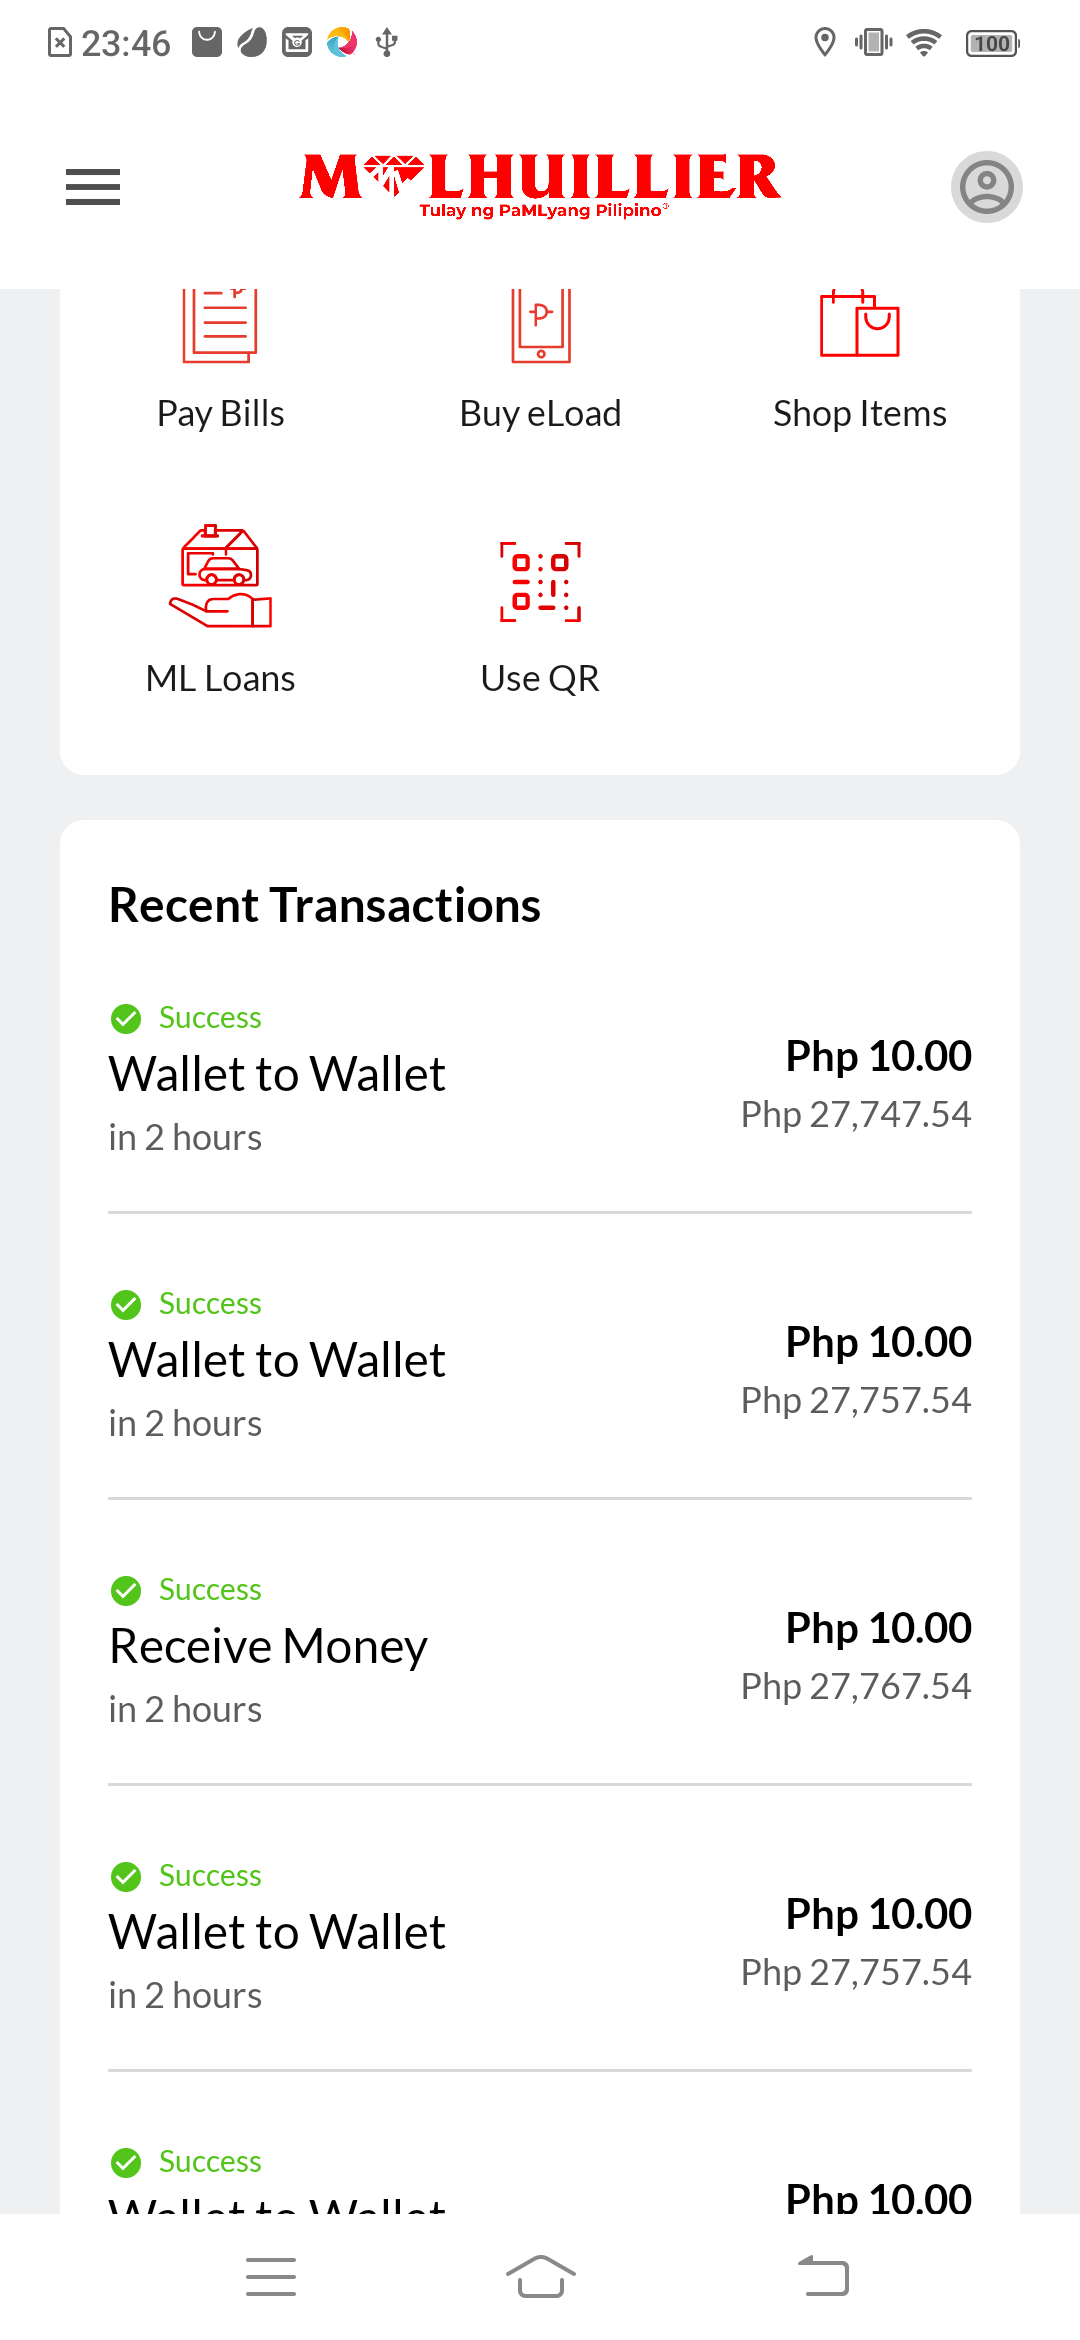 23:46
100
MLHUILLIER
Tulay ng PaMLyang Pilipino®
Pay Bills
Buy eLoad
Shop Items
ML Loans
Use QR
Recent Transactions
Success
Wallet to Wallet
in 2 hours
Php 10.00
Php 27,747.54
Success
Wallet to Wallet
in 2 hours
Php 10.00
Php 27,757.54
Success
Receive Money
in 2 hours
Php 10.00
Php 27,767.54
Success
Wallet to Wallet
in 2 hours
Php 10.00
Php 27,757.54
Success
Wallet to Wallet
Php 10.00